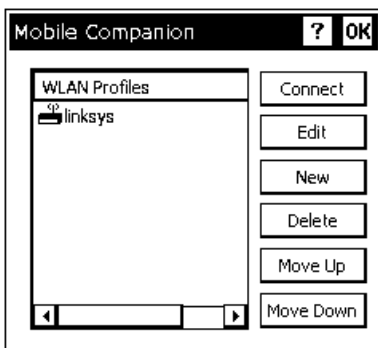 Mobile Companion ? OK
WLAN Profiles
linksys
Connect
Edit
New
Delete
Move Up
Move Down